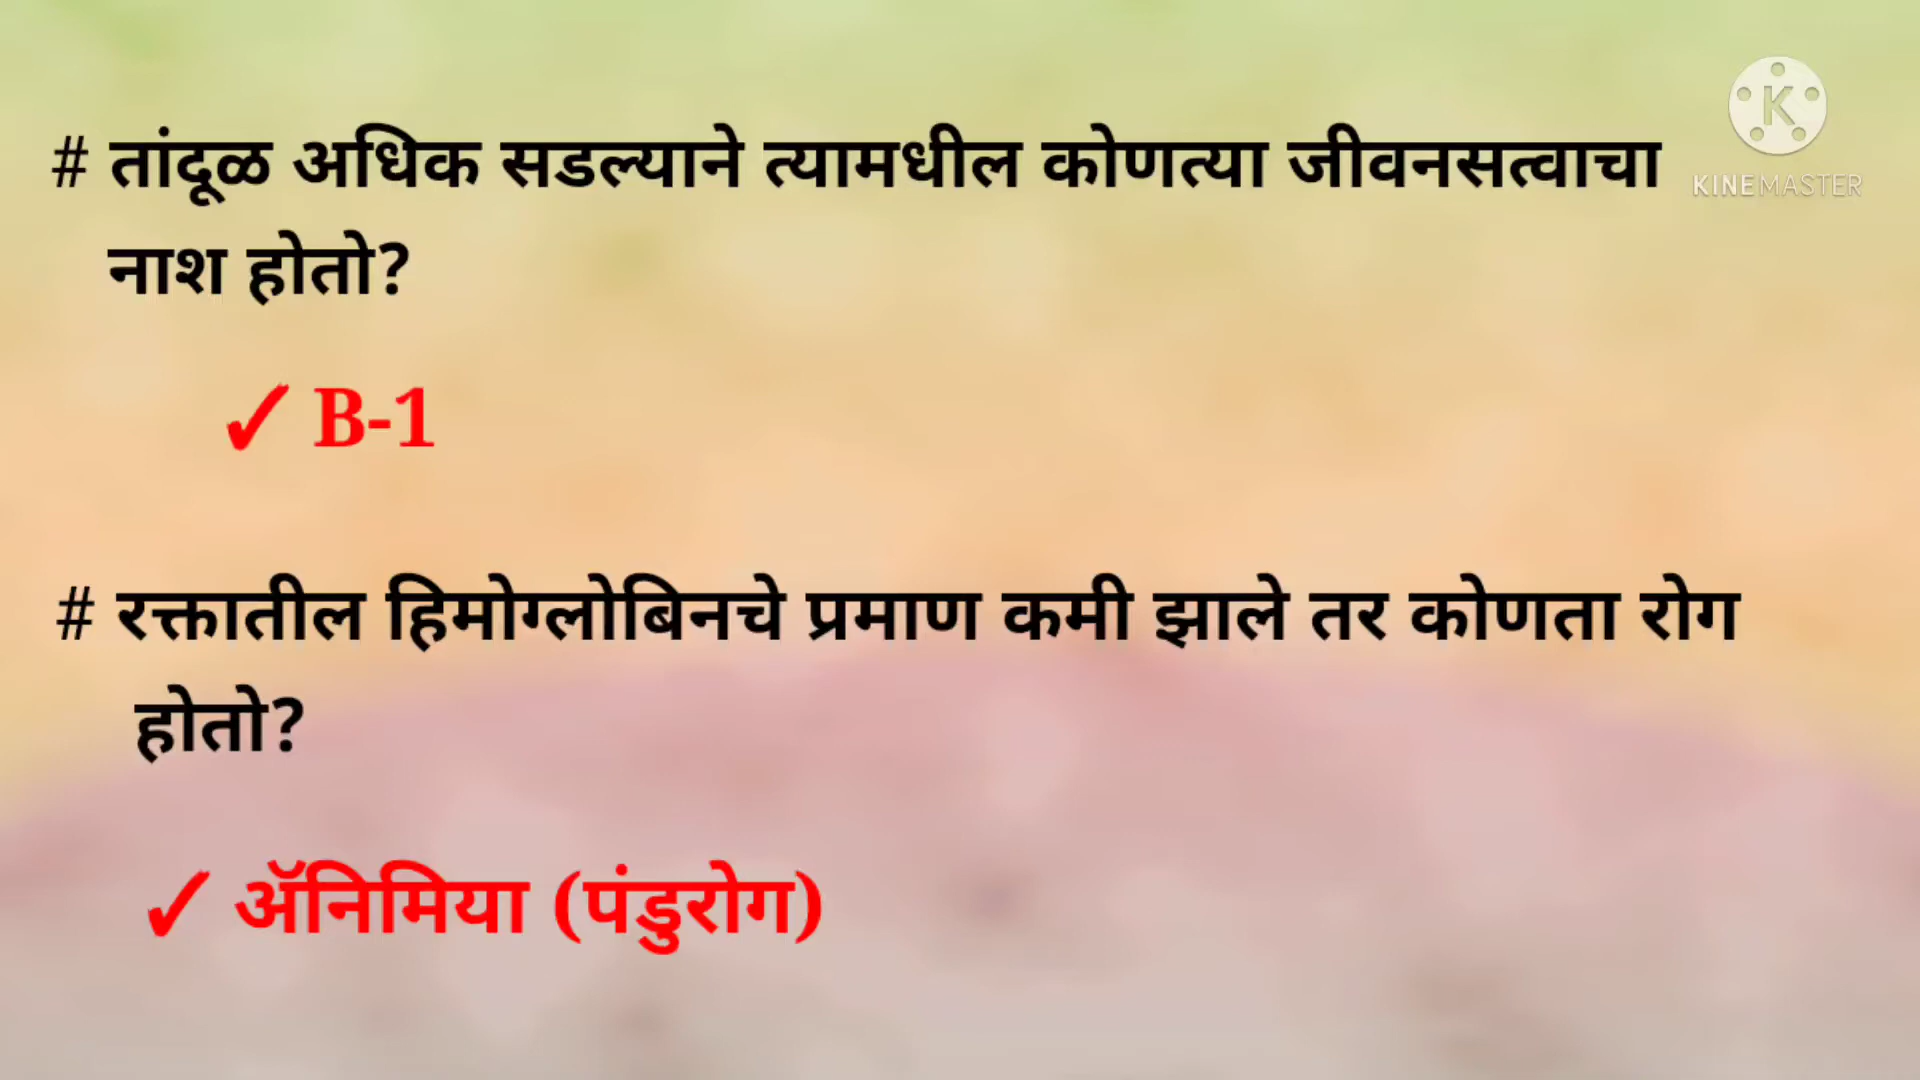 # तांदूळ अधिक सडल्याने त्यामधील कोणत्या जीवनसत्वाचा
नाश होतो?
✓ B-1
# रक्तातील हिमोग्लोबिनचे प्रमाण कमी झाले तर कोणता रोग
होतो?
✓ ॲनिमिया (पंडुरोग)
K
KINEMASTER